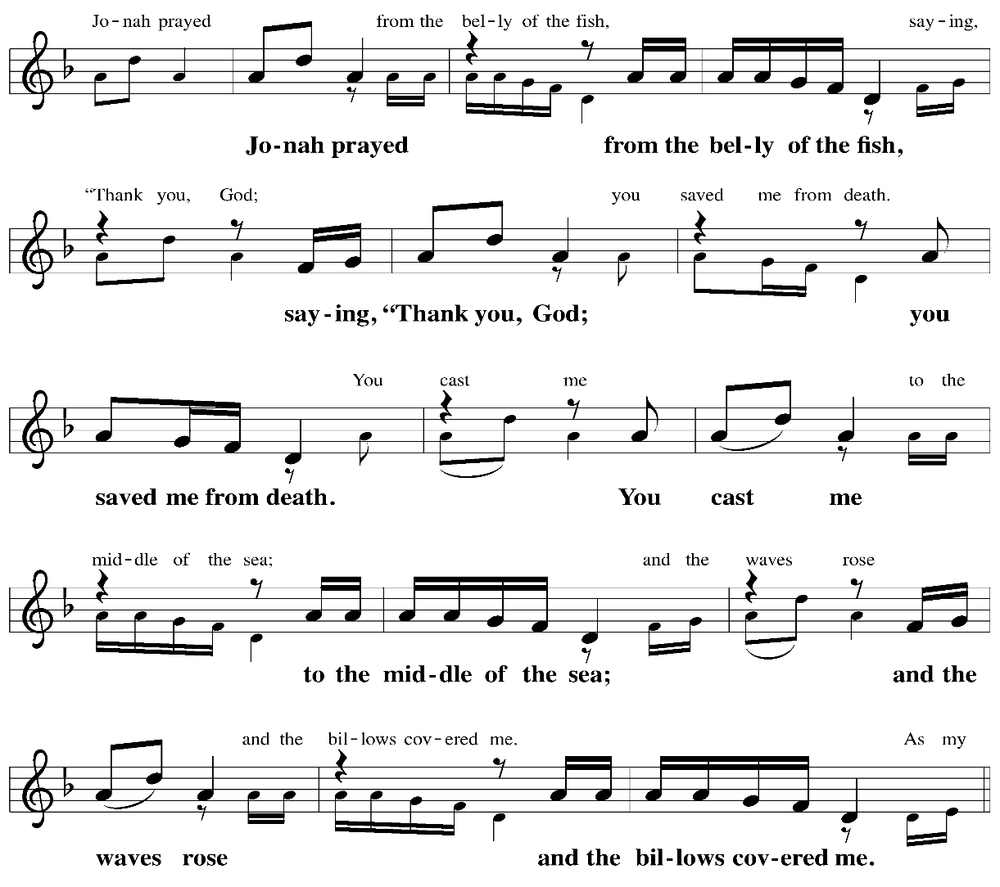 Jo-nah prayed from the bel-ly of the fish, say-ing,
Jo-nah prayed from the bel-ly of the fish,
“Thank you, God; you saved me from death.
say-ing, “Thank you, God; you
You cast me to the
saved me from death. You cast me
mid-dle of the sea; and the waves rose
to the mid-dle of the sea; and the
and the bil-lows cov-ered me. As my
waves rose and the bil-lows cov-ered me.